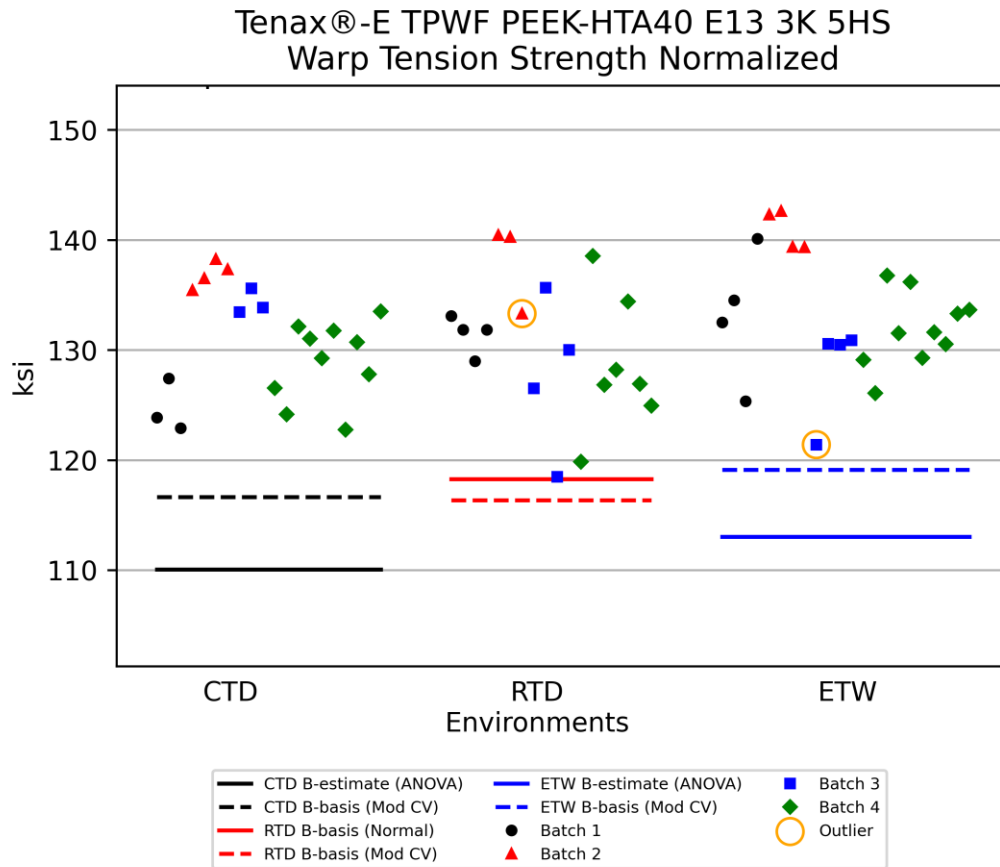 Tenax®-E TPWF PEEK-HTA40 E13 3K 5HS
Warp Tension Strength Normalized
150
140
130
120
110
ksi
CTD
RTD
ETW
Environments
CTD B-estimate (ANOVA)
CTD B-basis (Mod CV)
RTD B-basis (Normal)
RTD B-basis (Mod CV)
ETW B-estimate (ANOVA)
ETW B-basis (Mod CV)
Batch 1
Batch 2
Batch 3
Batch 4
Outlier